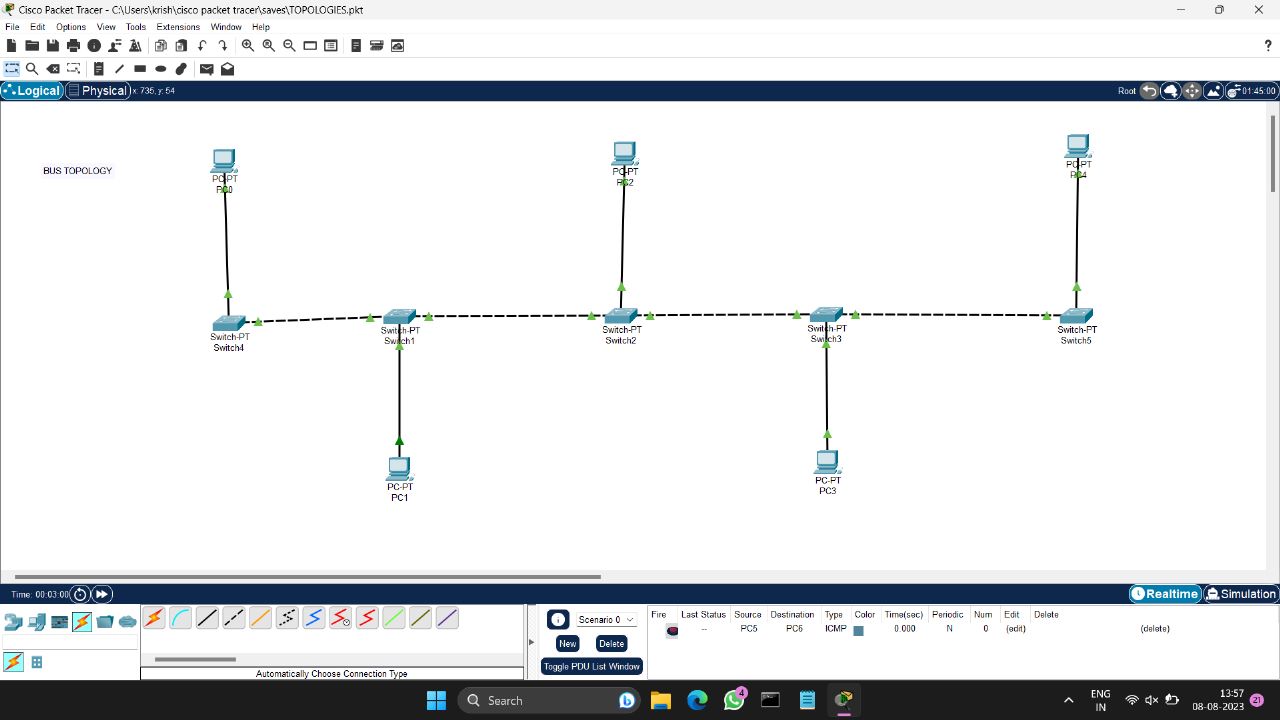 Cisco Packet Tracer - C:\Users\krish\cisco packet tracer\saves\TOPOLOGIES.pkt
File Edit Options View Tools Extensions Window Help
?
Logical Physical x: 735, y: 54 Root 01:45:00
BUS TOPOLOGY
PC-PT
PC0
PC-PT
PC2
PC-PT
PC4
Switch-PT
Switch4
Switch-PT
Switch1
Switch-PT
Switch2
Switch-PT
Switch3
Switch-PT
Switch5
PC-PT
PC1
PC-PT
PC3
Time: 00:03:00 Realtime Simulation
Scenario 0
New Delete
Toggle PDU List Window
Fire Last Status Source Destination Type Color Time(sec) Periodic Num Edit Delete
-- PC5 PC6 ICMP 0.000 N 0 (edit) (delete)
Automatically Choose Connection Type
Search
4
ENG
IN
13:57
08-08-2023
21